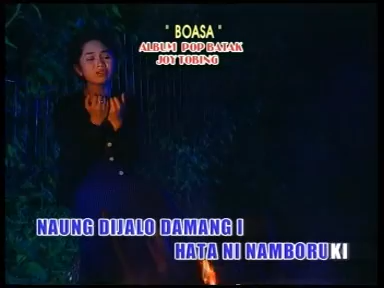 " BOASA "
ALBUM POP BATAK
JOY TOBING
NAUNG DIJALO DAMANG I
HATA NI NAMBORUKI